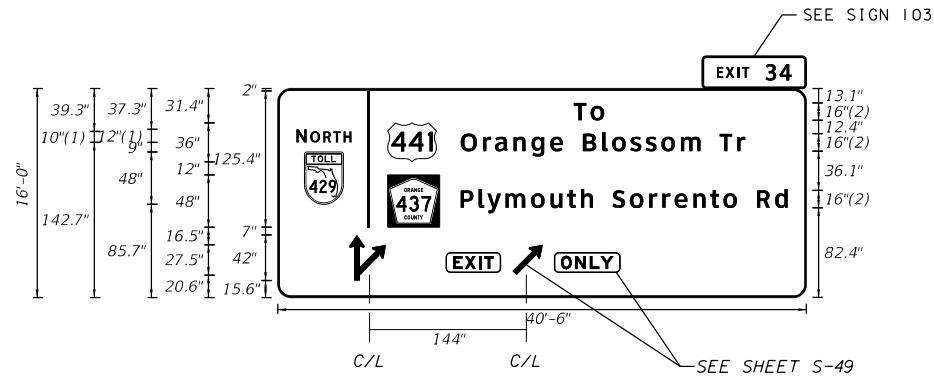 SEE SIGN 103
EXIT 34
To
441 Orange Blossom Tr
NORTH
TOLL
429
ORANGE
437
COUNTY
Plymouth Sorrento Rd
EXIT ONLY
16'-0"
39.3"
10"(1)
142.7"
37.3"
12"(1)
9"
48"
85.7"
31.4"
36"
12"
48"
16.5"
27.5"
20.6"
2"
125.4"
7"
42"
15.6"
13.1"
16"(2)
12.4"
16"(2)
36.1"
16"(2)
82.4"
40'-6"
144"
C/L C/L
SEE SHEET S-49